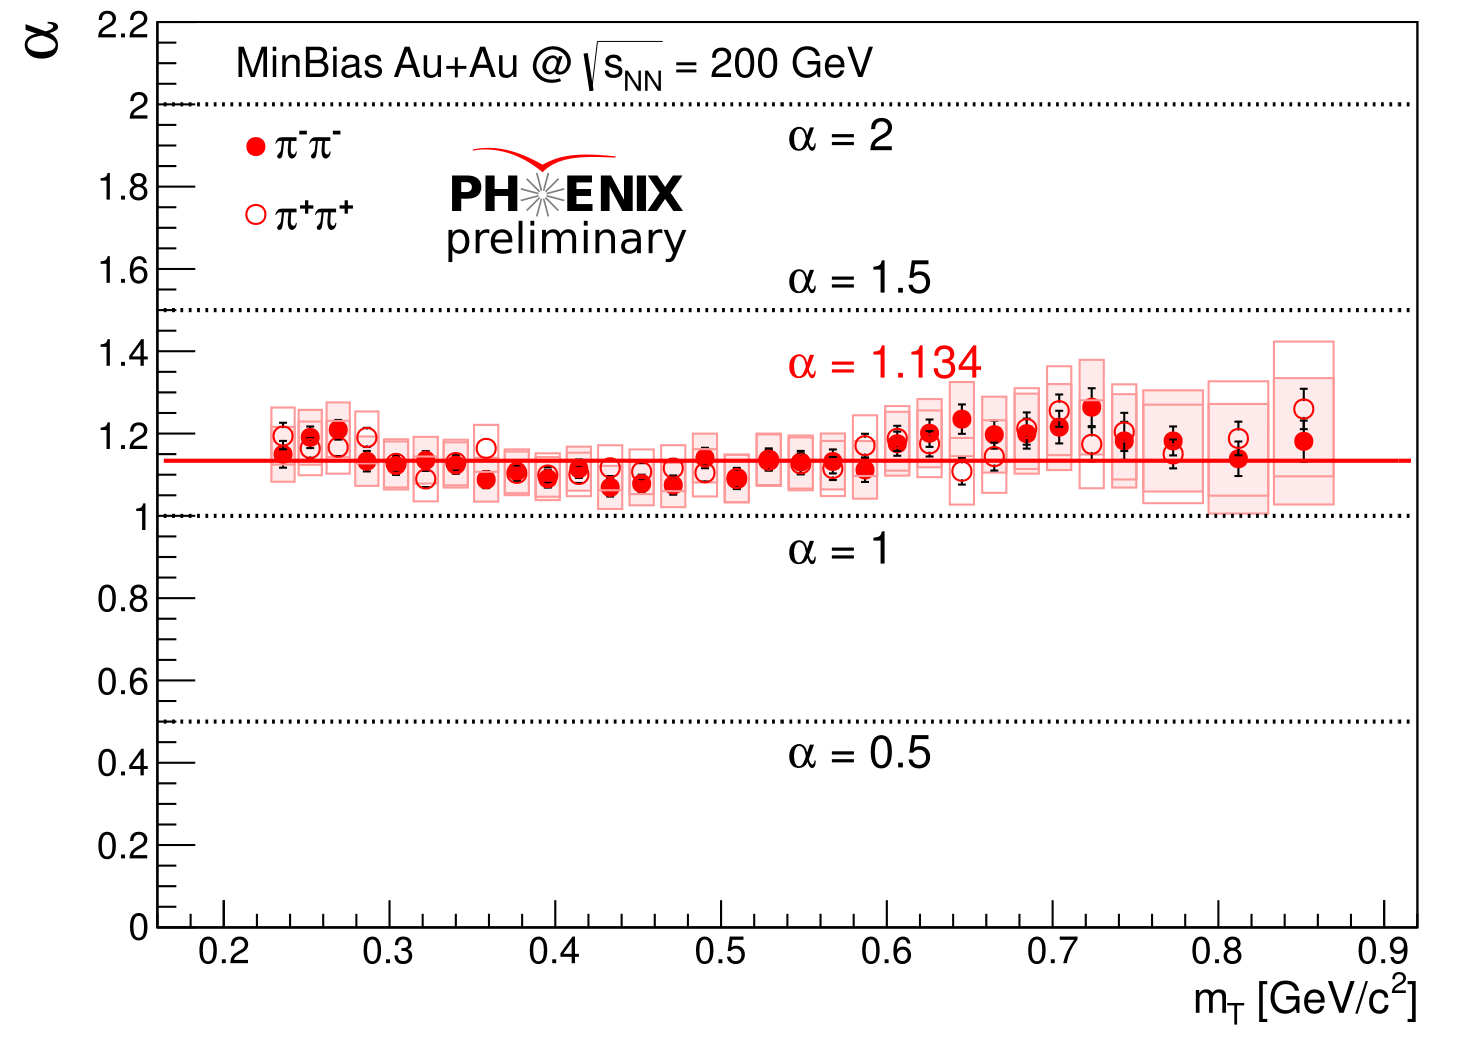 α
MinBias Au+Au @ √sNN = 200 GeV
π-π-
π+π+
PHENIX
preliminary
α = 2
α = 1.5
α = 1.134
α = 1
α = 0.5
2.2
2
1.8
1.6
1.4
1.2
1
0.8
0.6
0.4
0.2
0
0.2 0.3 0.4 0.5 0.6 0.7 0.8 0.9
mT [GeV/c2]